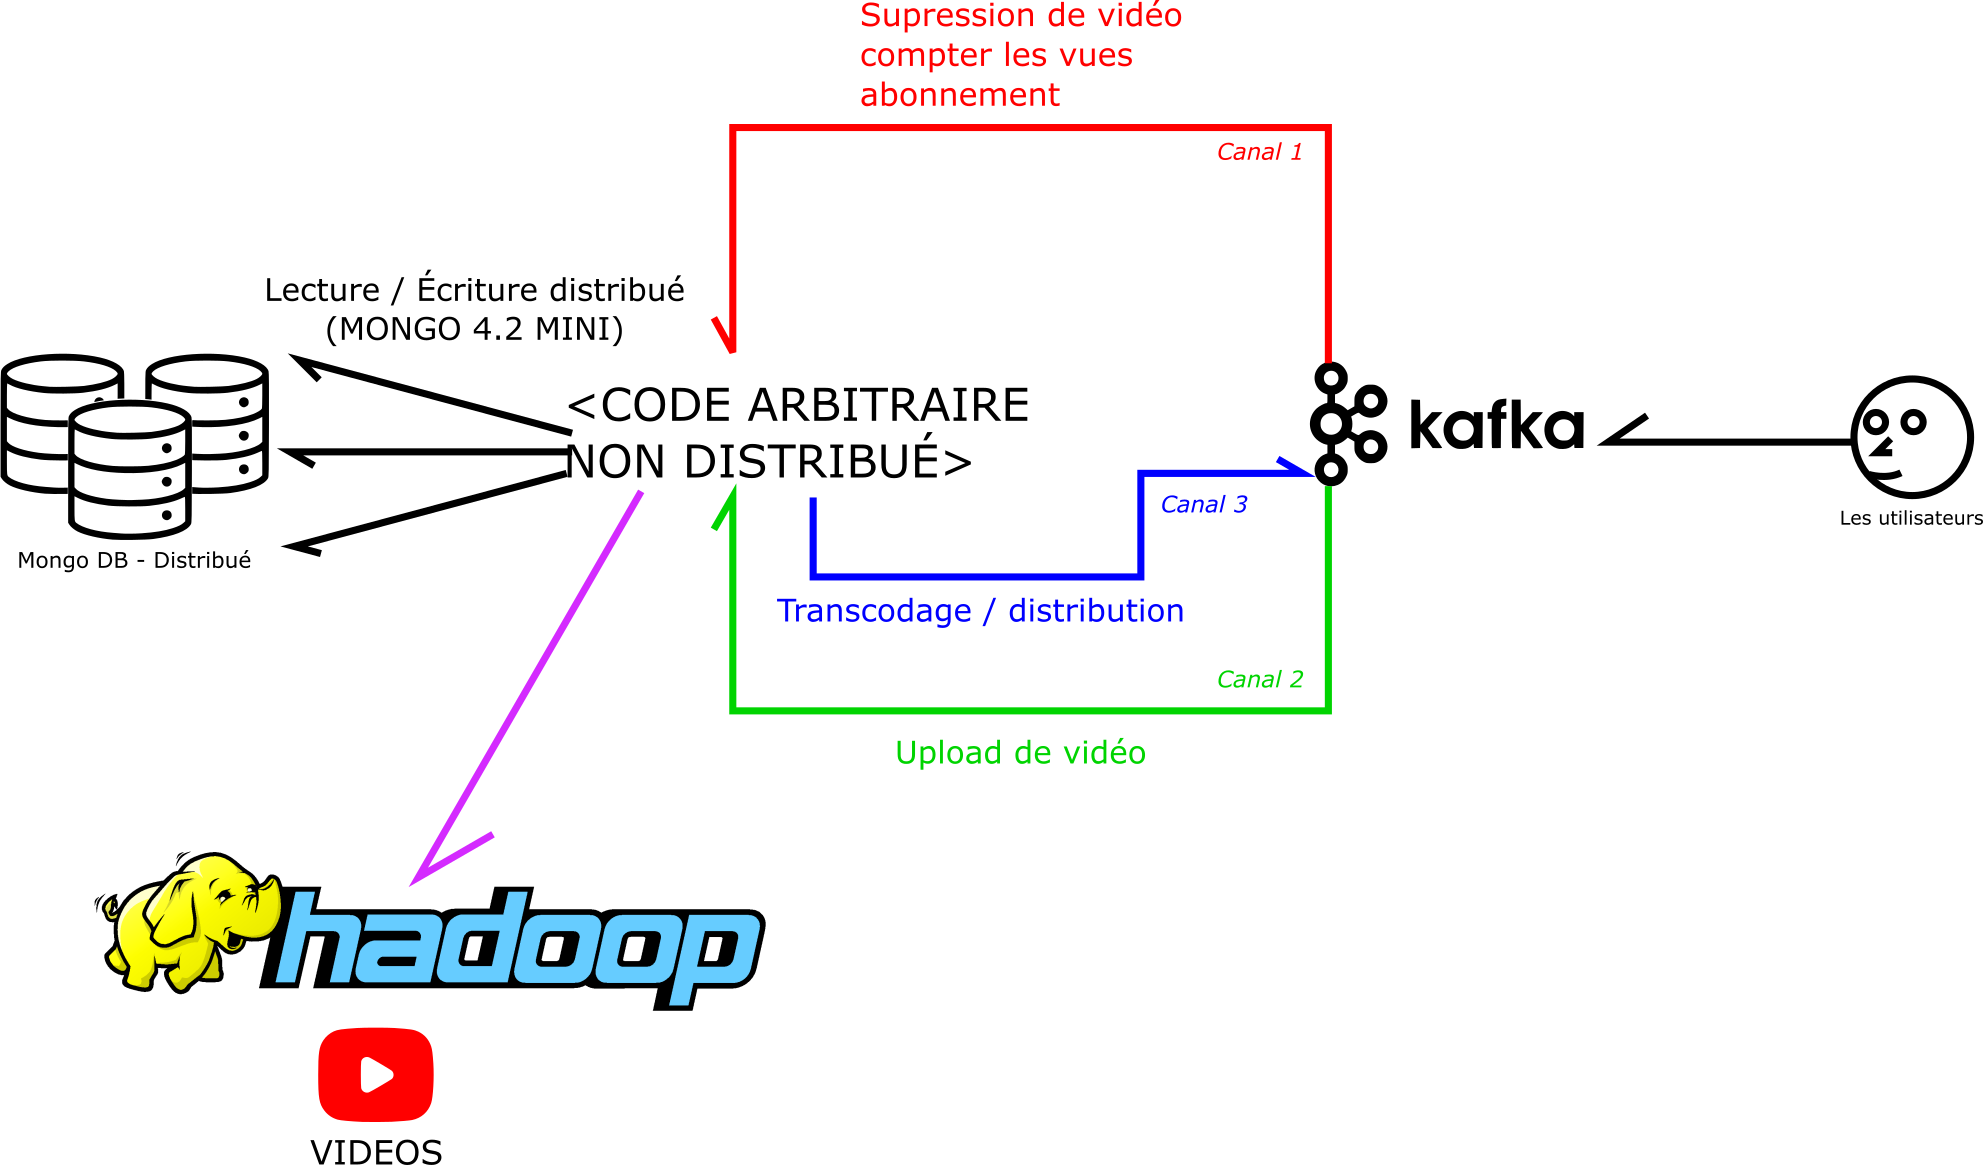 Supression de vidéo
compter les vues
abonnement
Canal 1
Lecture / Écriture distribué
(MONGO 4.2 MINI)
<CODE ARBITRAIRE
NON DISTRIBUÉ>
kafka
Canal 3
Les utilisateurs
Mongo DB - Distribué
Transcodage / distribution
Canal 2
Upload de vidéo
hadoop
VIDEOS